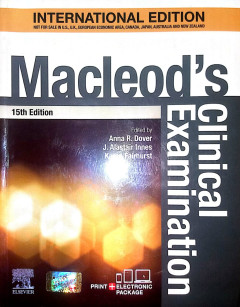 INTERNATIONAL EDITION
NOT FOR SALE IN U.S., U.K., EUROPEAN ECONOMIC AREA, CANADA, JAPAN, AUSTRALIA AND NEW ZEALAND
Macleod's
Clinical
Examination
15th Edition
Edited by
Anna R. Dover
J. Alastair Innes
Fairhurst
ELSEVIER
PRINT + ELECTRONIC
PACKAGE